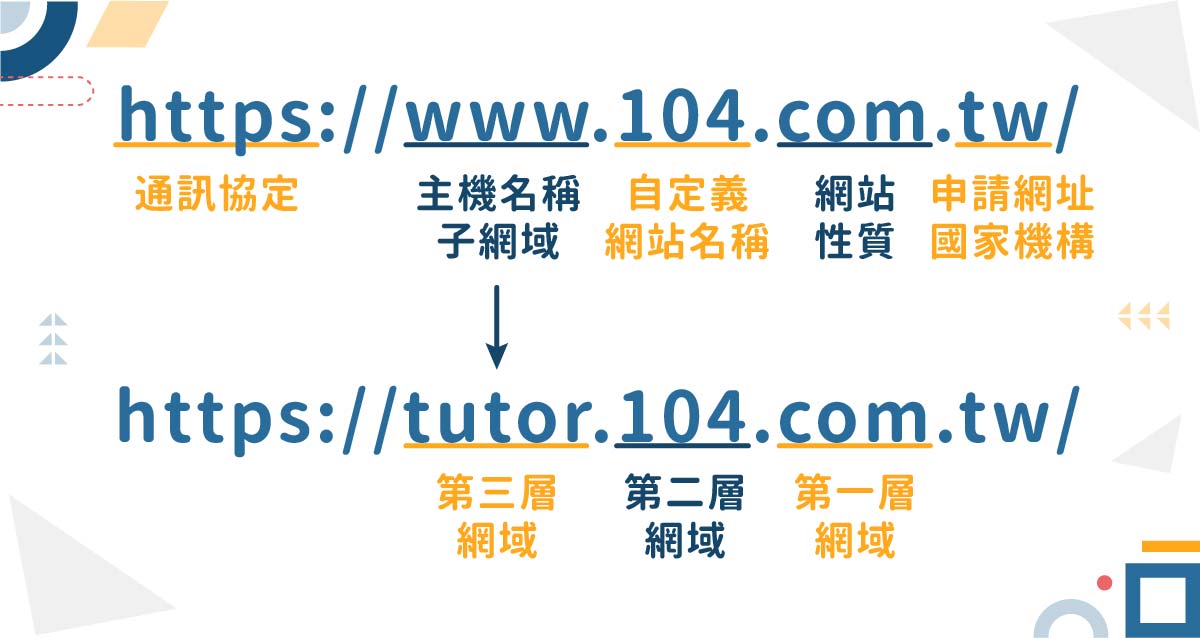 https://www.104.com.tw/
通訊協定 主機名稱 自定義 網站 申請網址
子網域 網站名稱 性質 國家機構
https://tutor.104.com.tw/
第三層 第二層 第一層
網域 網域 網域